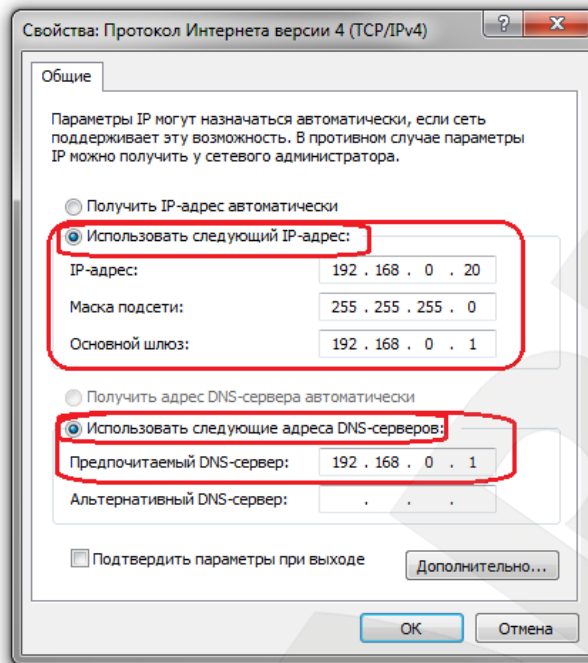 Свойства: Протокол Интернета версии 4 (TCP/IPv4)
Общие
Параметры IP могут назначаться автоматически, если сеть
поддерживает эту возможность. В противном случае параметры
IP можно получить у сетевого администратора.
Получить IP-адрес автоматически
Использовать следующий IP-адрес:
IP-адрес: 192 . 168 . 0 . 20
Маска подсети: 255 . 255 . 255 . 0
Основной шлюз: 192 . 168 . 0 . 1
Получить адрес DNS-сервера автоматически
Использовать следующие адреса DNS-серверов:
Предпочитаемый DNS-сервер: 192 . 168 . 0 . 1
Альтернативный DNS-сервер: . . .
Подтвердить параметры при выходе
Дополнительно...
OK Отмена